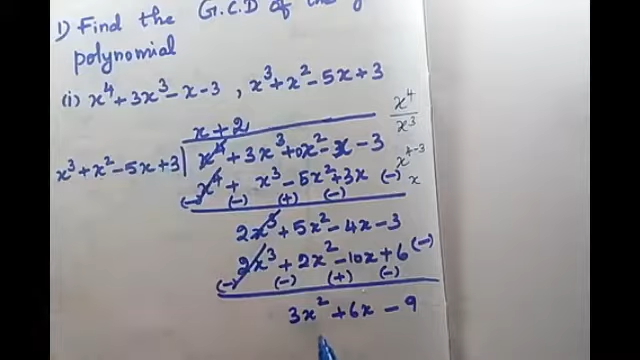 1) Find the G.C.D of the
polynomial
(i) x⁴ + 3x³ - x - 3 , x³ + x² - 5x + 3
x + 2
x⁴
x³
x³ + x² - 5x + 3 | x⁴ + 3x³ + 0x² - x - 3
x⁴⁻³
x⁴ + x³ - 5x² + 3x
x
(-) (-) (+) (-) (-)
2x³ + 5x² - 4x - 3
2x³ + 2x² - 10x + 6 (-)
(-) (-) (+) (-)
3x² + 6x - 9